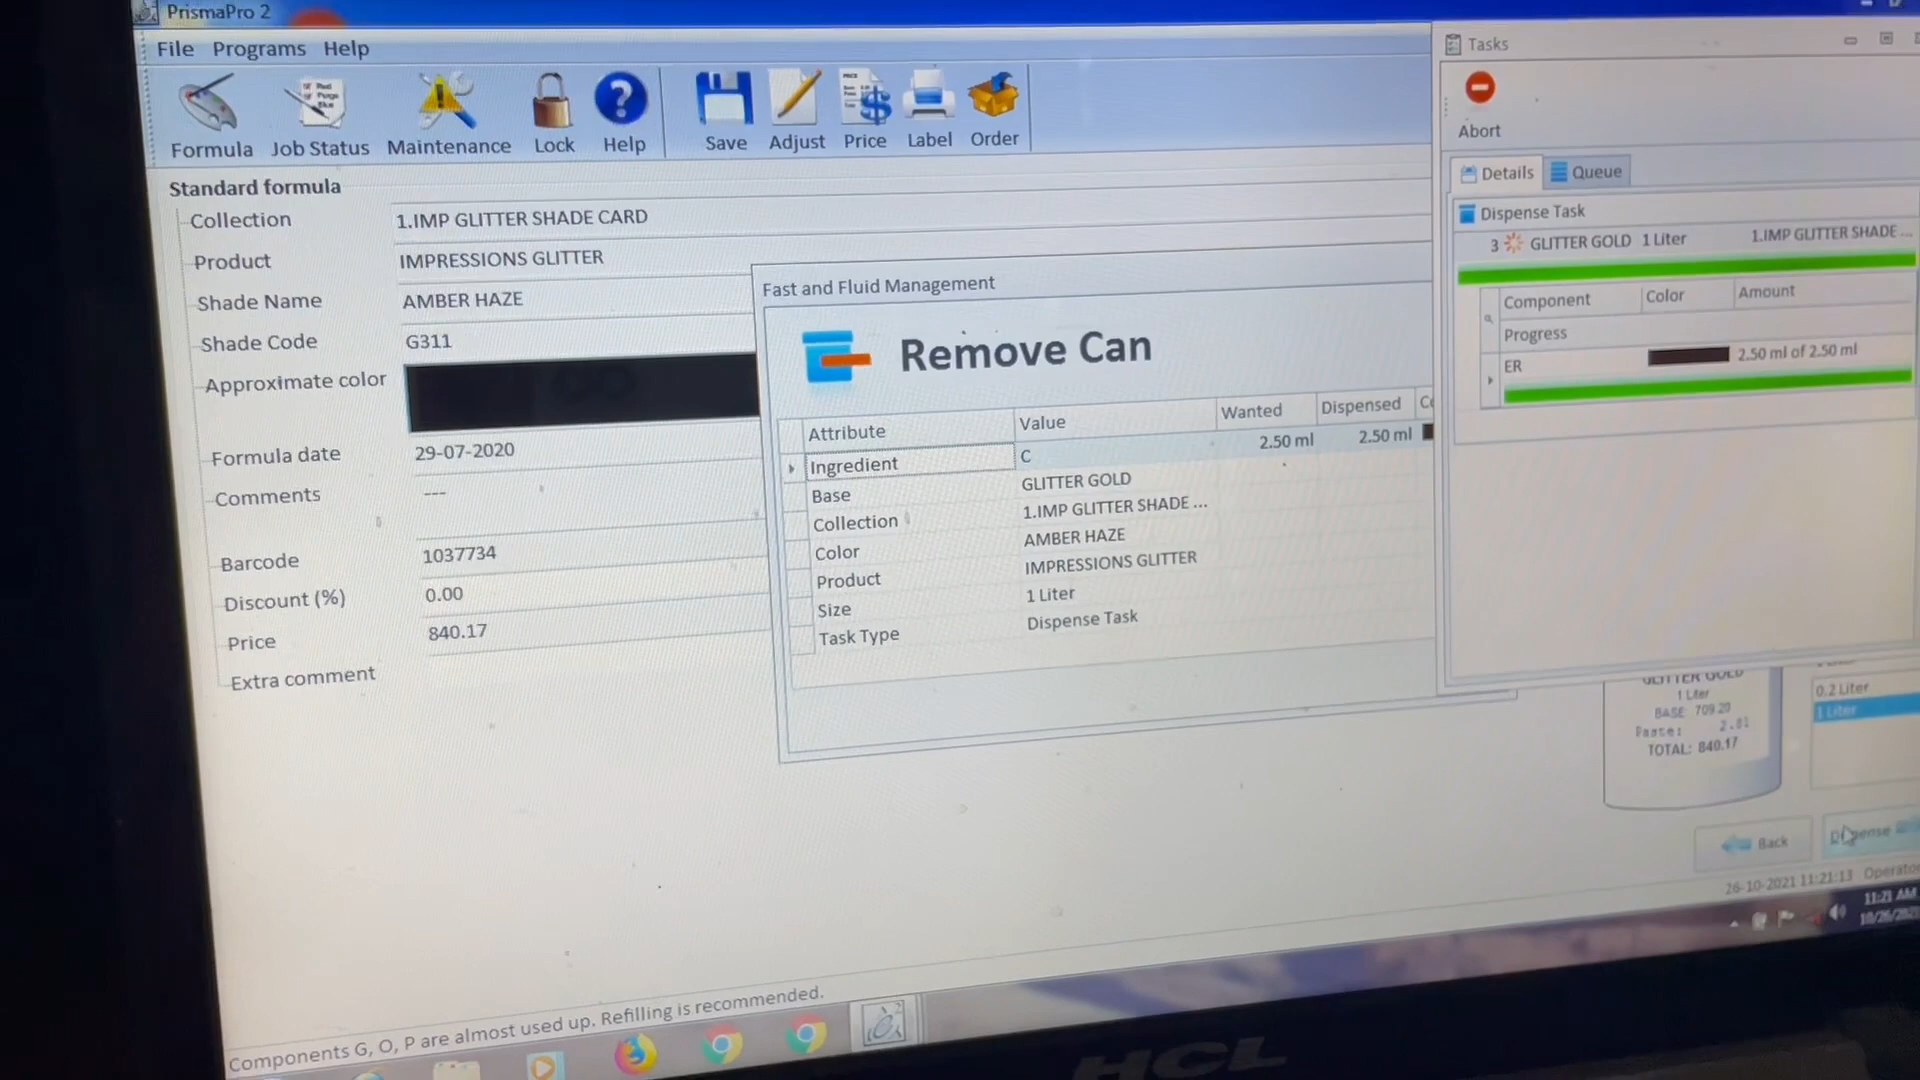 PrismaPro 2
File Programs Help
Formula Job Status Maintenance Lock Help Save Adjust Price Label Order
Standard formula
Collection 1.IMP GLITTER SHADE CARD
Product IMPRESSIONS GLITTER
Shade Name AMBER HAZE
Shade Code G311
Approximate color
Formula date 29-07-2020
Comments ---
Barcode 1037734
Discount (%) 0.00
Price 840.17
Extra comment
Fast and Fluid Management
Remove Can
Attribute Value Wanted Dispensed
Ingredient C 2.50 ml 2.50 ml
Base GLITTER GOLD
Collection 1.IMP GLITTER SHADE ...
Color AMBER HAZE
Product IMPRESSIONS GLITTER
Size 1 Liter
Task Type Dispense Task
Tasks
Abort
Details Queue
Dispense Task
3 GLITTER GOLD 1 Liter 1.IMP GLITTER SHADE ...
Component Color Amount
Progress
ER 2.50 ml of 2.50 ml
GLITTER GOLD
1 Liter
BASE: 709.20
Paste: 2.81
TOTAL: 840.17
0.2 Liter
1 Liter
Back Dispense
26-10-2021 11:21:13
11:21 AM
Components G, O, P are almost used up. Refilling is recommended.
HCL